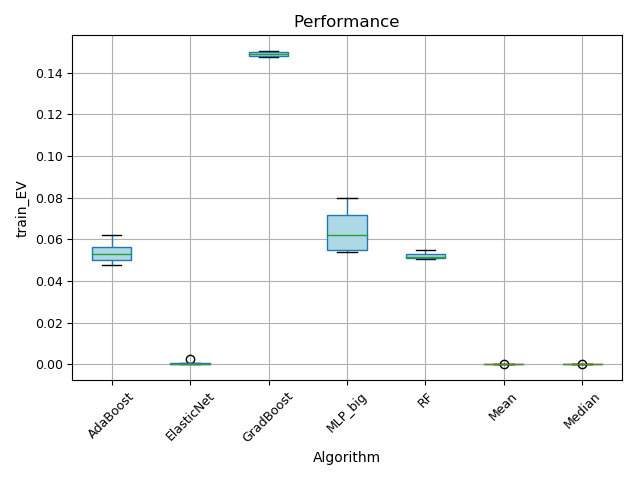 Performance
train_EV
0.14
0.12
0.10
0.08
0.06
0.04
0.02
0.00
AdaBoost
ElasticNet
GradBoost
MLP_big
RF
Mean
Median
Algorithm